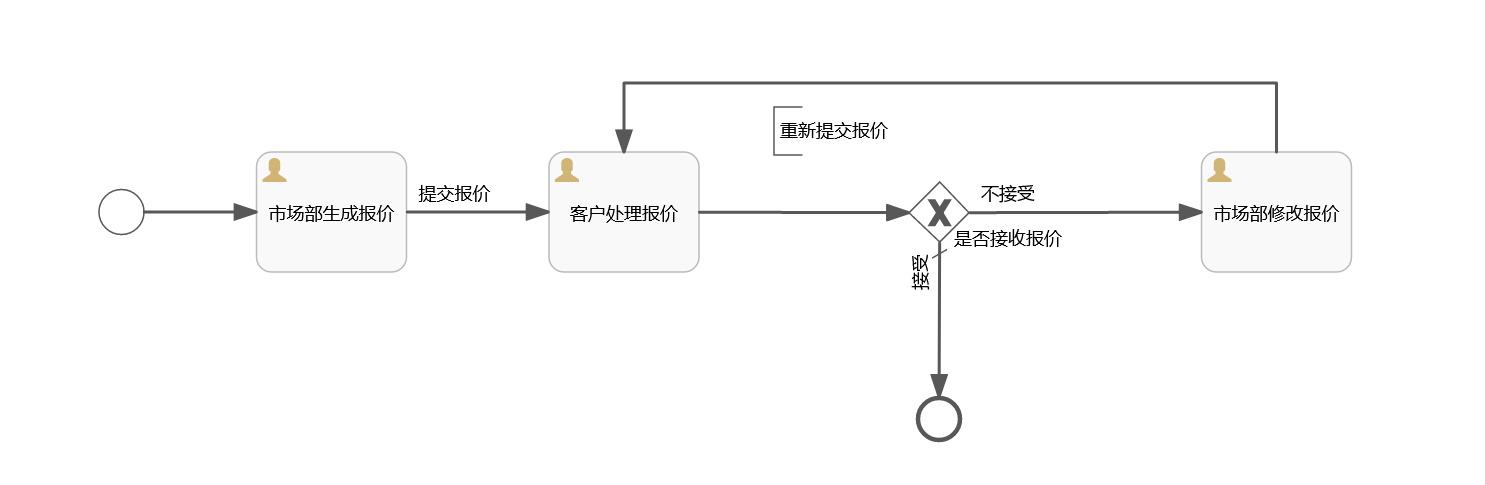 重新提交报价
市场部生成报价
提交报价
客户处理报价
不接受
是否接收报价
接受
市场部修改报价